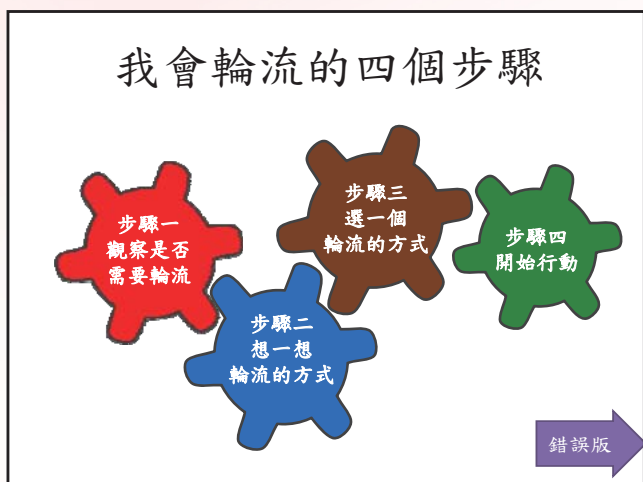 我會輪流的四個步驟
步驟一
觀察是否
需要輪流
步驟二
想一想
輪流的方式
步驟三
選一個
輪流的方式
步驟四
開始行動
錯誤版